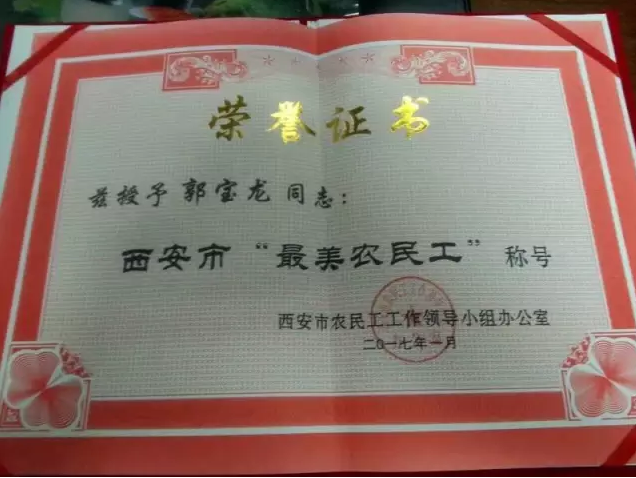 荣誉证书
兹授予 郭宝龙 同志：
西安市“最美农民工”称号
西安市农民工工作领导小组办公室
二〇一七年一月